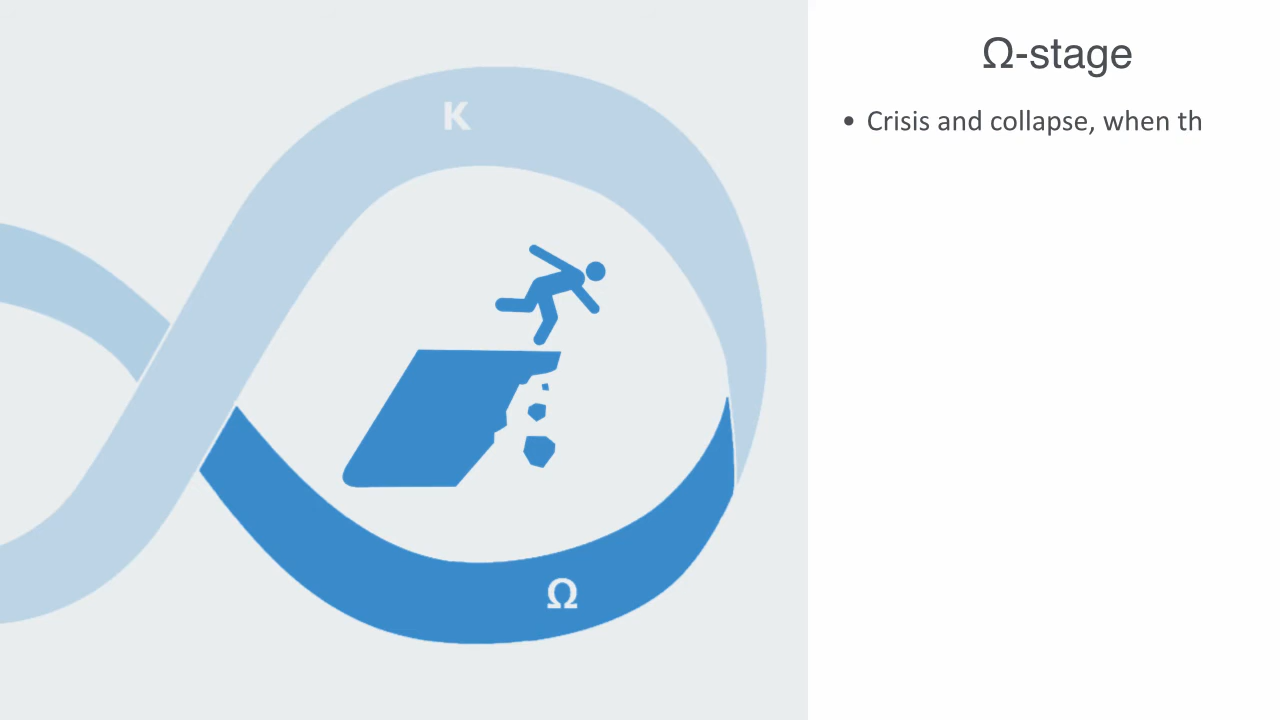 Ω-stage
• Crisis and collapse, when th
K
Ω